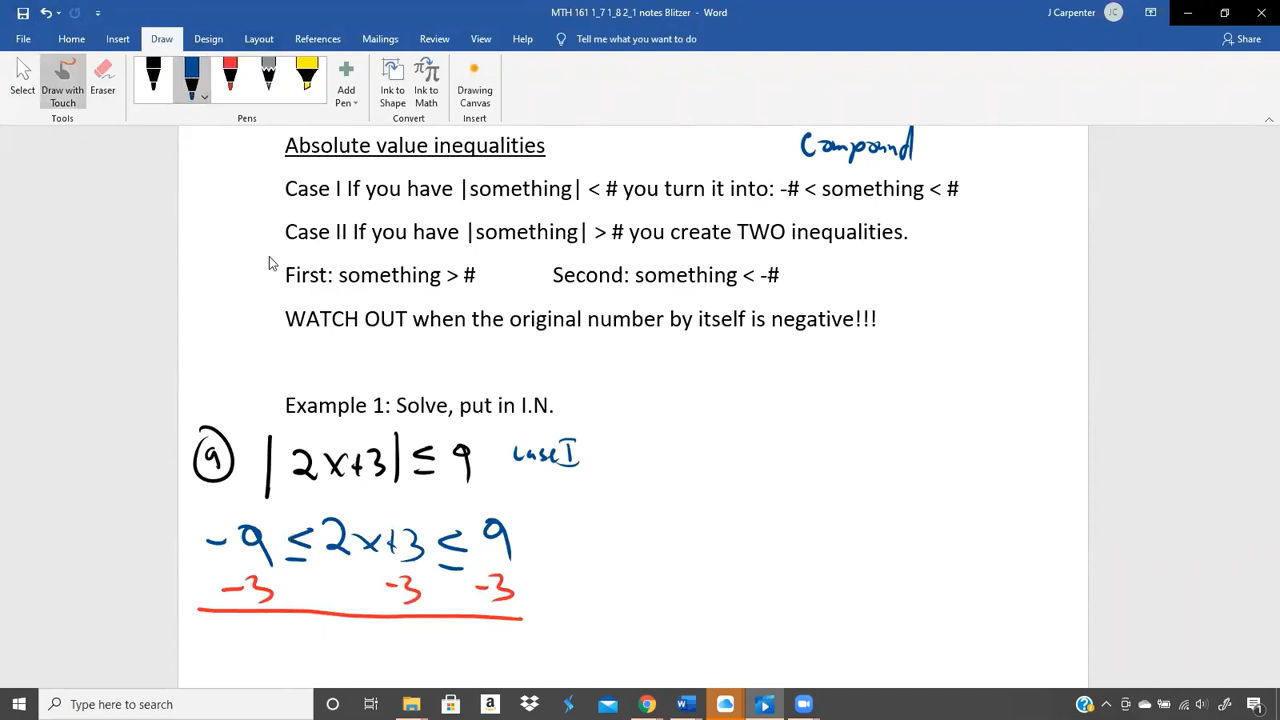 MTH 161 1_7 1_8 2_1 notes Blitzer - Word
J Carpenter JC
File Home Insert Draw Design Layout References Mailings Review View Help Tell me what you want to do Share
Select Draw with Touch Eraser Add Pen Ink to Shape Ink to Math Drawing Canvas
Tools Pens Convert Insert
Absolute value inequalities Compound
Case I If you have |something| < # you turn it into: -# < something < #
Case II If you have |something| > # you create TWO inequalities.
First: something > # Second: something < -#
WATCH OUT when the original number by itself is negative!!!
Example 1: Solve, put in I.N.
|2x+3| ≤ 9 case I
-9 ≤ 2x+3 ≤ 9
-3 -3 -3
Type here to search